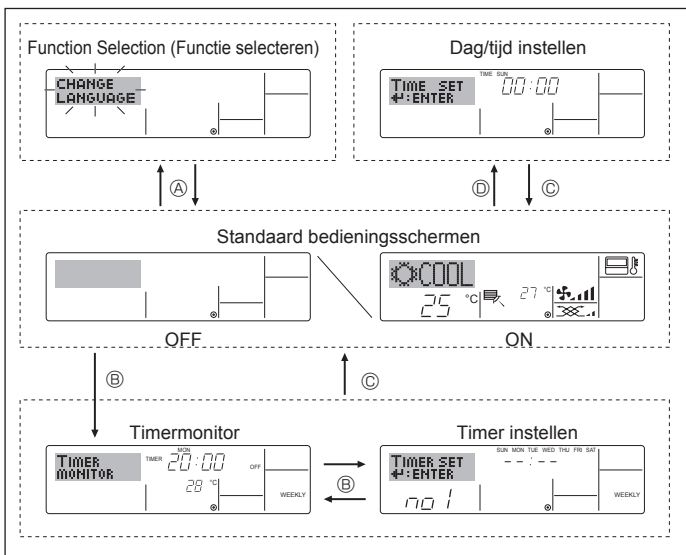 Function Selection (Functie selecteren)
CHANGE
LANGUAGE
Dag/tijd instellen
TIME SUN
TIME SET 00:00
↵:ENTER
Ⓐ
Ⓓ
Ⓒ
Standaard bedieningsschermen
OFF
COOL
25 °C
27 °C
ON
Ⓑ
Ⓒ
Timermonitor
TIMER
MONITOR
MON
TIMER 20:00 OFF
28 °C
WEEKLY
Ⓑ
Timer instellen
SUN MON TUE WED THU FRI SAT
TIMER SET --:--
↵:ENTER
no 1
WEEKLY